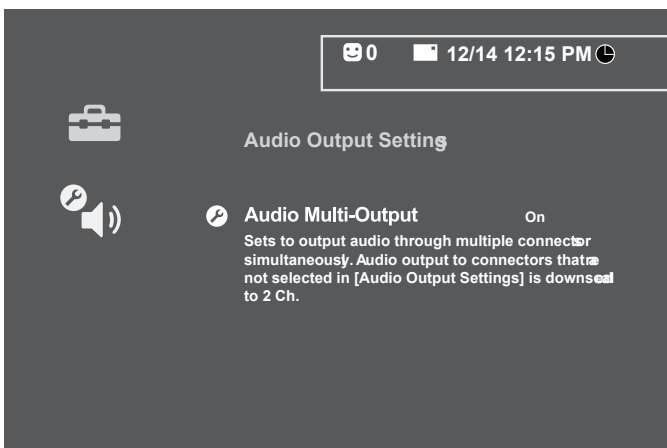 0 12/14 12:15 PM
Audio Output Settings
Audio Multi-Output On
Sets to output audio through multiple connector
simultaneously. Audio output to connectors that are
not selected in [Audio Output Settings] is downscaled
to 2 Ch.